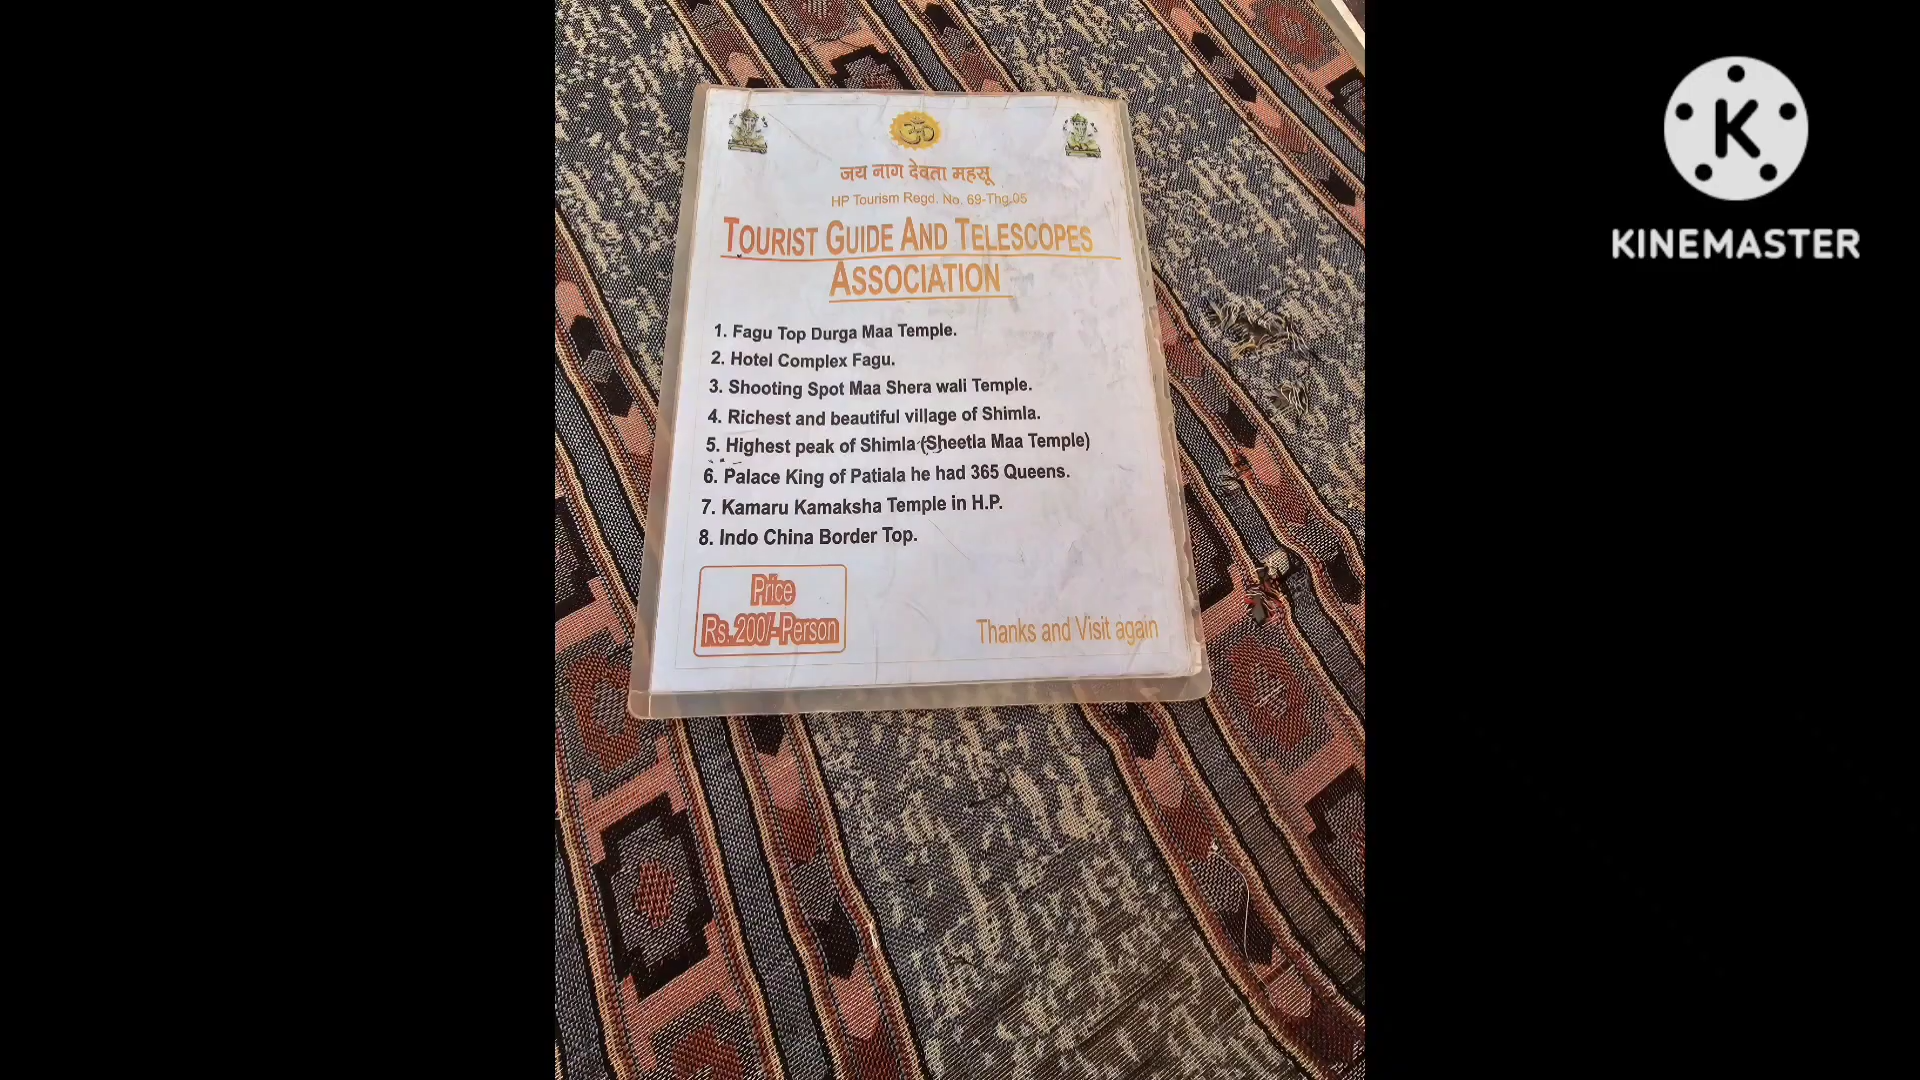 जय नाग देवता महसू
HP Tourism Regd. No. 69-Thg.05
TOURIST GUIDE AND TELESCOPES
ASSOCIATION
1. Fagu Top Durga Maa Temple.
2. Hotel Complex Fagu.
3. Shooting Spot Maa Shera wali Temple.
4. Richest and beautiful village of Shimla.
5. Highest peak of Shimla (Sheetla Maa Temple)
6. Palace King of Patiala he had 365 Queens.
7. Kamaru Kamaksha Temple in H.P.
8. Indo China Border Top.
Price
Rs. 200/-Person
Thanks and Visit again
K
KINEMASTER